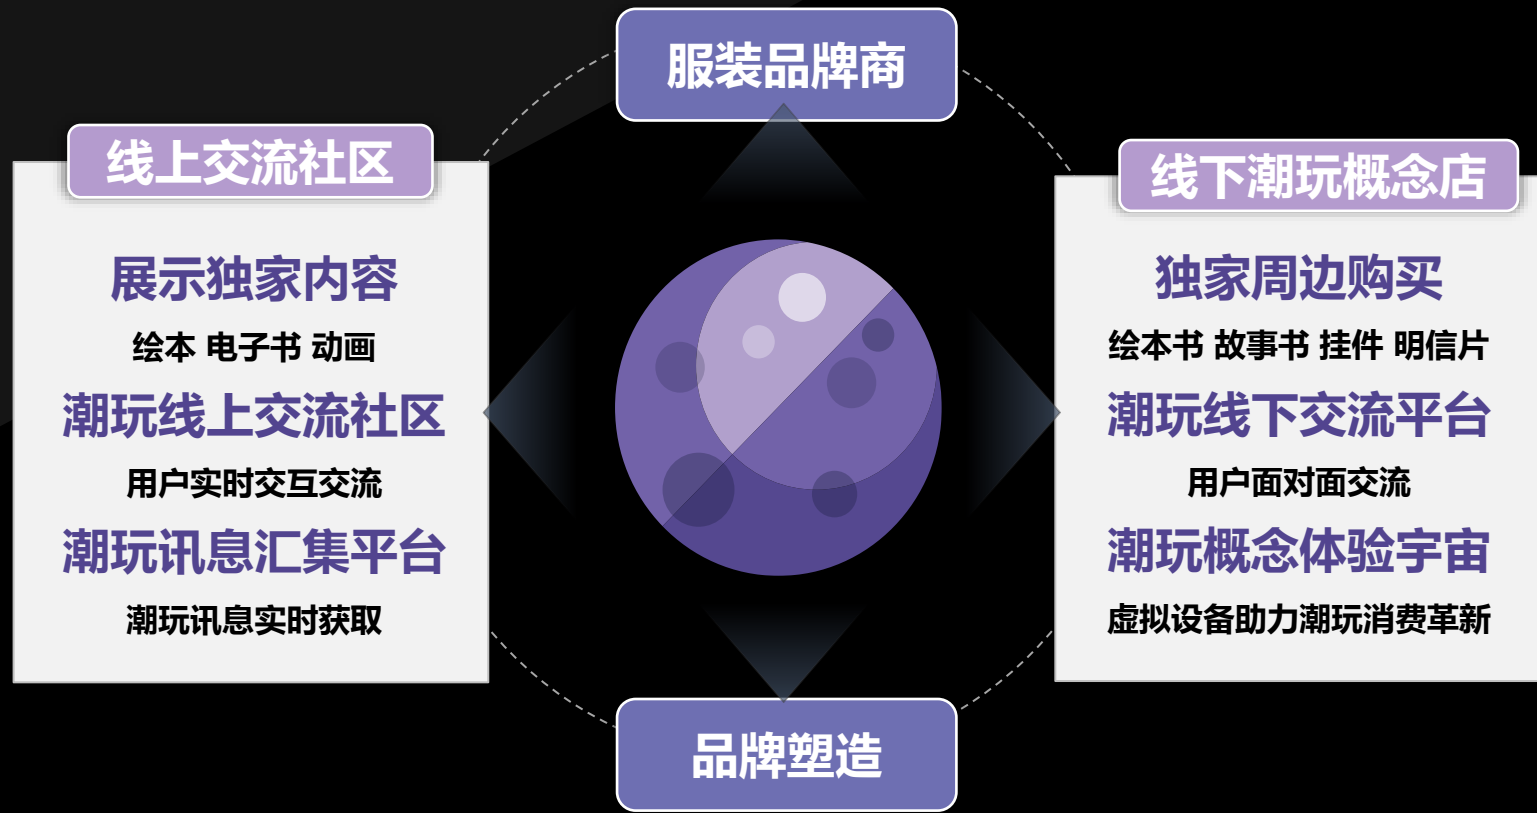 服装品牌商
线上交流社区
展示独家内容
绘本 电子书 动画
潮玩线上交流社区
用户实时交互交流
潮玩讯息汇集平台
潮玩讯息实时获取
线下潮玩概念店
独家周边购买
绘本书 故事书 挂件 明信片
潮玩线下交流平台
用户面对面交流
潮玩概念体验宇宙
虚拟设备助力潮玩消费革新
品牌塑造